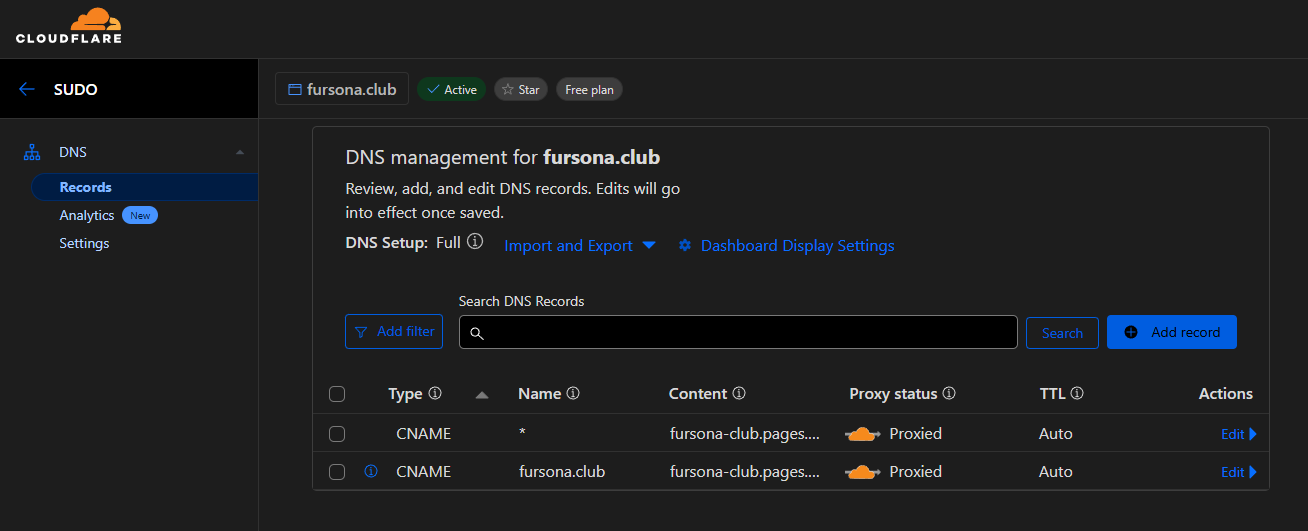 CLOUDFLARE
SUDO
fursona.club
Active
Star
Free plan
DNS
Records
Analytics New
Settings
DNS management for fursona.club
Review, add, and edit DNS records. Edits will go
into effect once saved.
DNS Setup: Full
Import and Export
Dashboard Display Settings
Search DNS Records
Add filter
Search
Add record
Type Name Content Proxy status TTL Actions
CNAME * fursona-club.pages.... Proxied Auto Edit
CNAME fursona.club fursona-club.pages.... Proxied Auto Edit